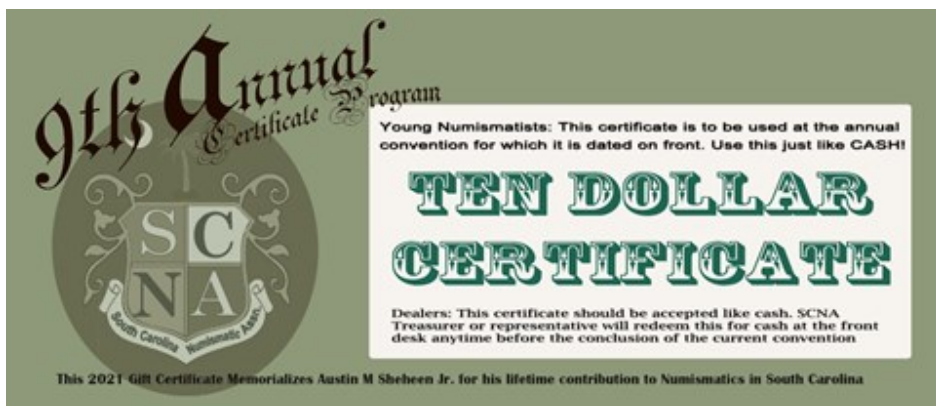 9th Annual
Certificate Program
Young Numismatists: This certificate is to be used at the annual
convention for which it is dated on front. Use this just like CASH!
TEN DOLLAR
CERTIFICATE
S C
N A
South Carolina Numismatic Assn.
Dealers: This certificate should be accepted like cash. SCNA
Treasurer or representative will redeem this for cash at the front
desk anytime before the conclusion of the current convention
This 2021 Gift Certificate Memorializes Austin M Sheheen Jr. for his lifetime contribution to Numismatics in South Carolina